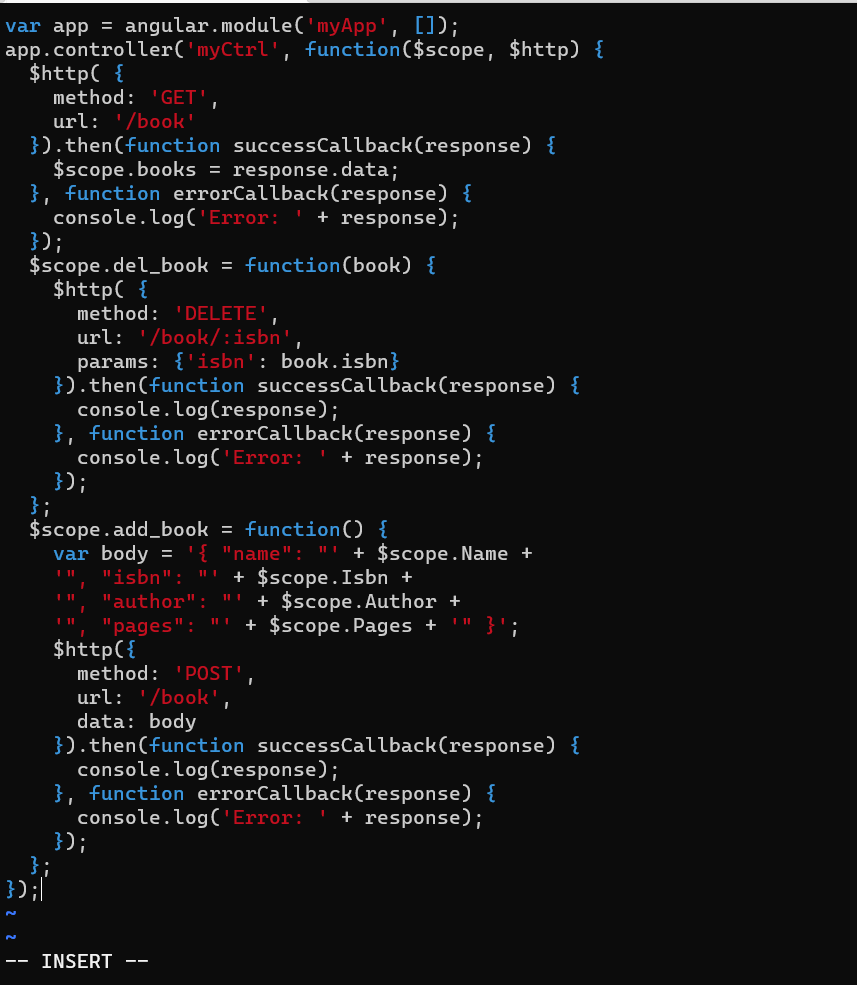 var app = angular.module('myApp', []);
app.controller('myCtrl', function($scope, $http) {
  $http( {
    method: 'GET',
    url: '/book'
  }).then(function successCallback(response) {
    $scope.books = response.data;
  }, function errorCallback(response) {
    console.log('Error: ' + response);
  });
  $scope.del_book = function(book) {
    $http( {
      method: 'DELETE',
      url: '/book/:isbn',
      params: {'isbn': book.isbn}
    }).then(function successCallback(response) {
      console.log(response);
    }, function errorCallback(response) {
      console.log('Error: ' + response);
    });
  };
  $scope.add_book = function() {
    var body = '{ "name": "' + $scope.Name +
    '", "isbn": "' + $scope.Isbn +
    '", "author": "' + $scope.Author +
    '", "pages": "' + $scope.Pages + '" }';
    $http({
      method: 'POST',
      url: '/book',
      data: body
    }).then(function successCallback(response) {
      console.log(response);
    }, function errorCallback(response) {
      console.log('Error: ' + response);
    });
  };
});
~
~
-- INSERT --